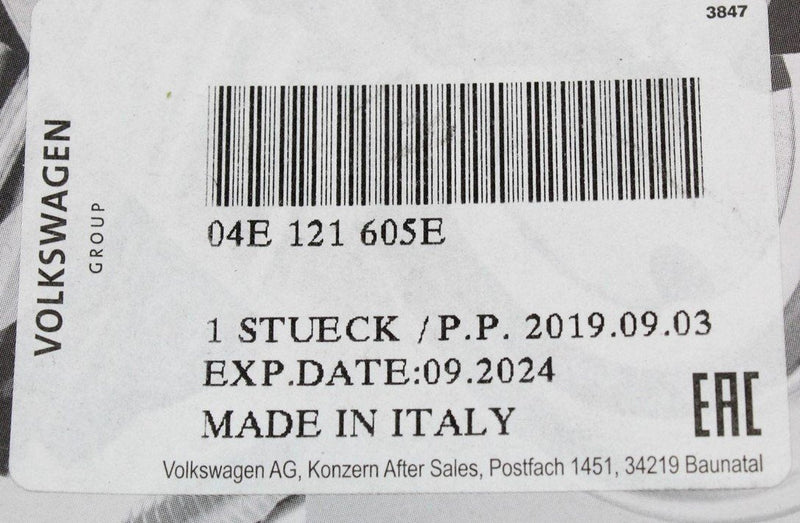 3847
VOLKSWAGEN
GROUP
04E 121 605E
1 STUECK /P.P. 2019.09.03
EXP.DATE:09.2024
MADE IN ITALY
EAC
Volkswagen AG, Konzern After Sales, Postfach 1451, 34219 Baunatal